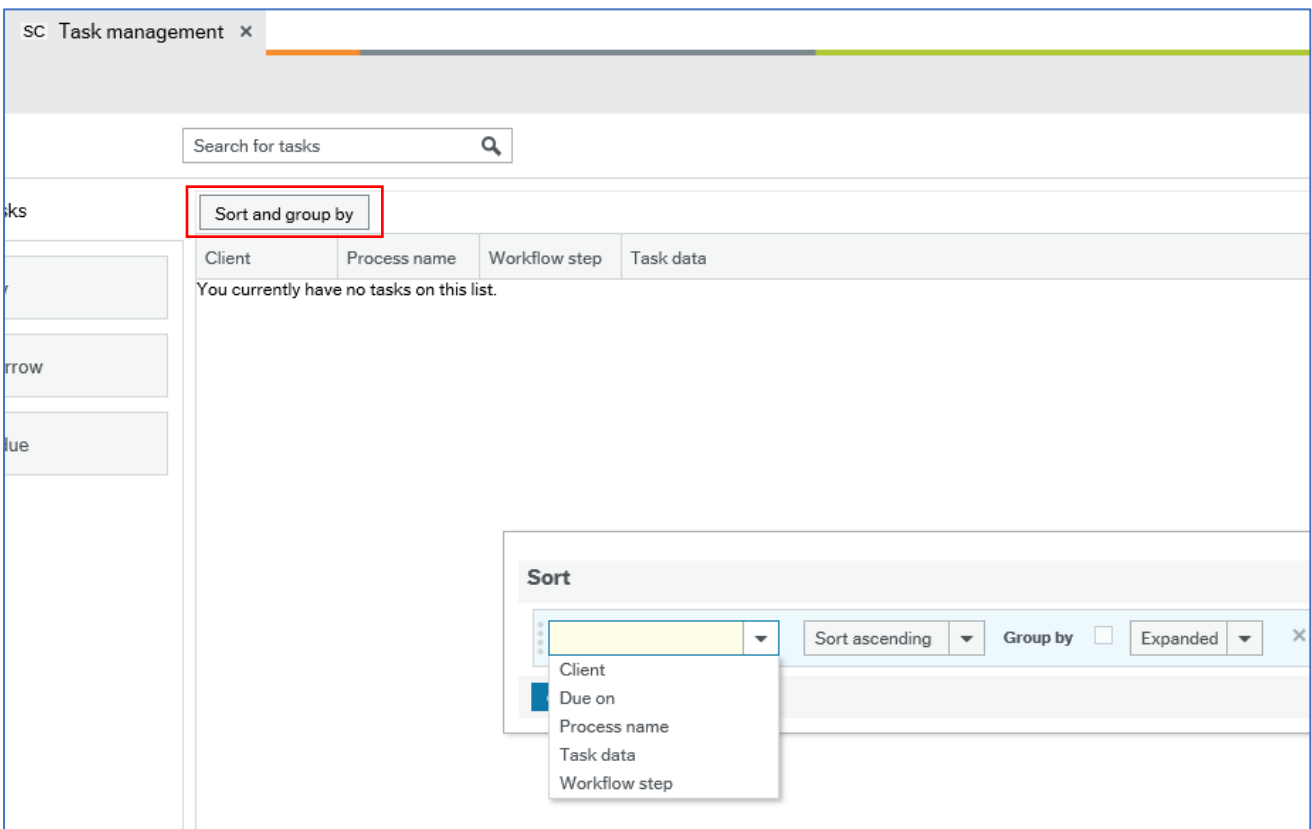 SC Task management ×
Search for tasks
sks
Sort and group by
Client Process name Workflow step Task data
You currently have no tasks on this list.
rrow
lue
Sort
Sort ascending Group by Expanded ×
Client
Due on
Process name
Task data
Workflow step